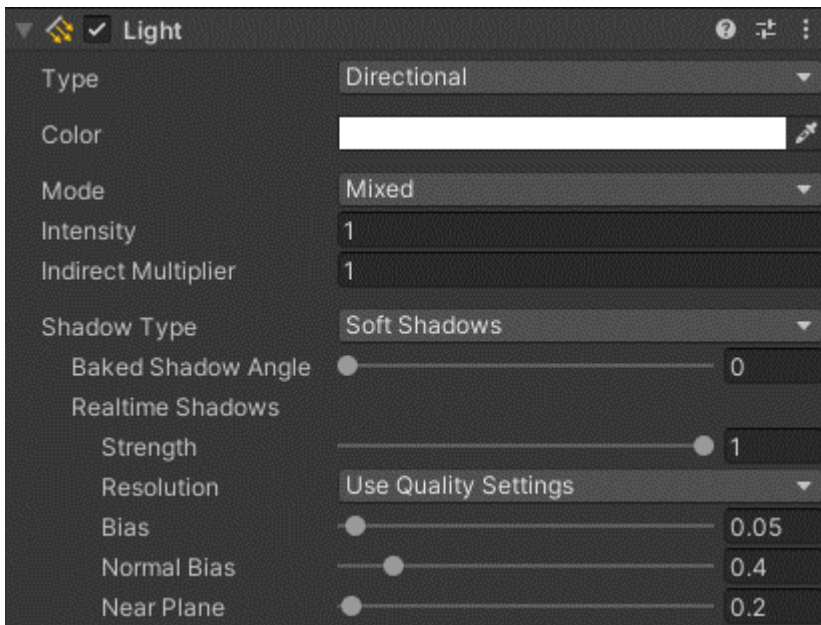 Light
Type Directional
Color
Mode Mixed
Intensity 1
Indirect Multiplier 1
Shadow Type Soft Shadows
Baked Shadow Angle 0
Realtime Shadows
Strength 1
Resolution Use Quality Settings
Bias 0.05
Normal Bias 0.4
Near Plane 0.2